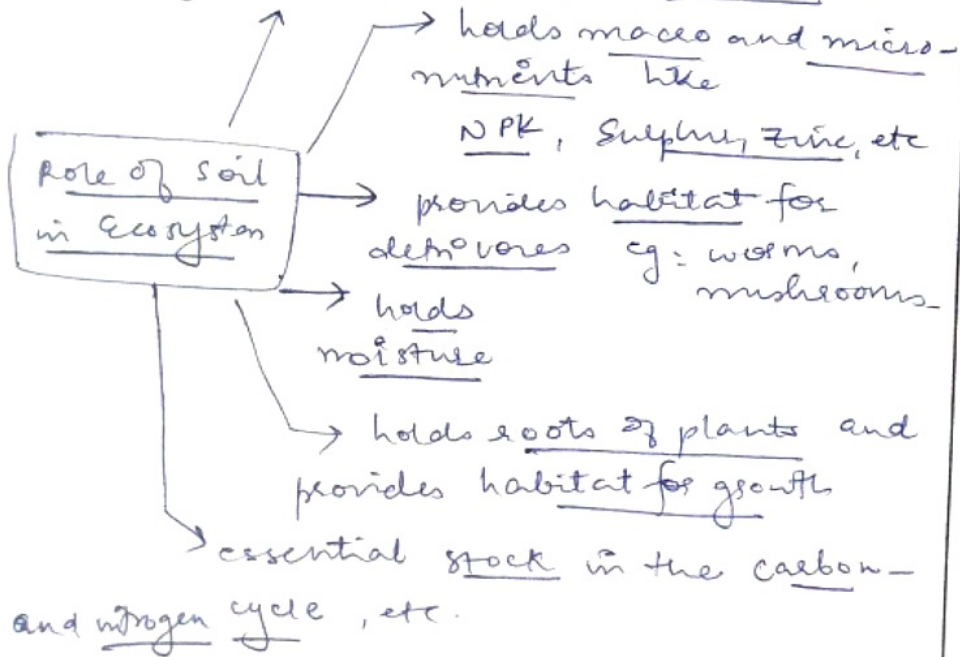 holds macro and micro-
nutrients like
NPK, Sulphur, Zinc, etc
Role of Soil
in Ecosystem
provides habitat for
detrivores eg: worms,
mushrooms
holds
moisture
holds roots of plants and
provides habitat for growth
essential stock in the carbon-
and nitrogen cycle, etc.